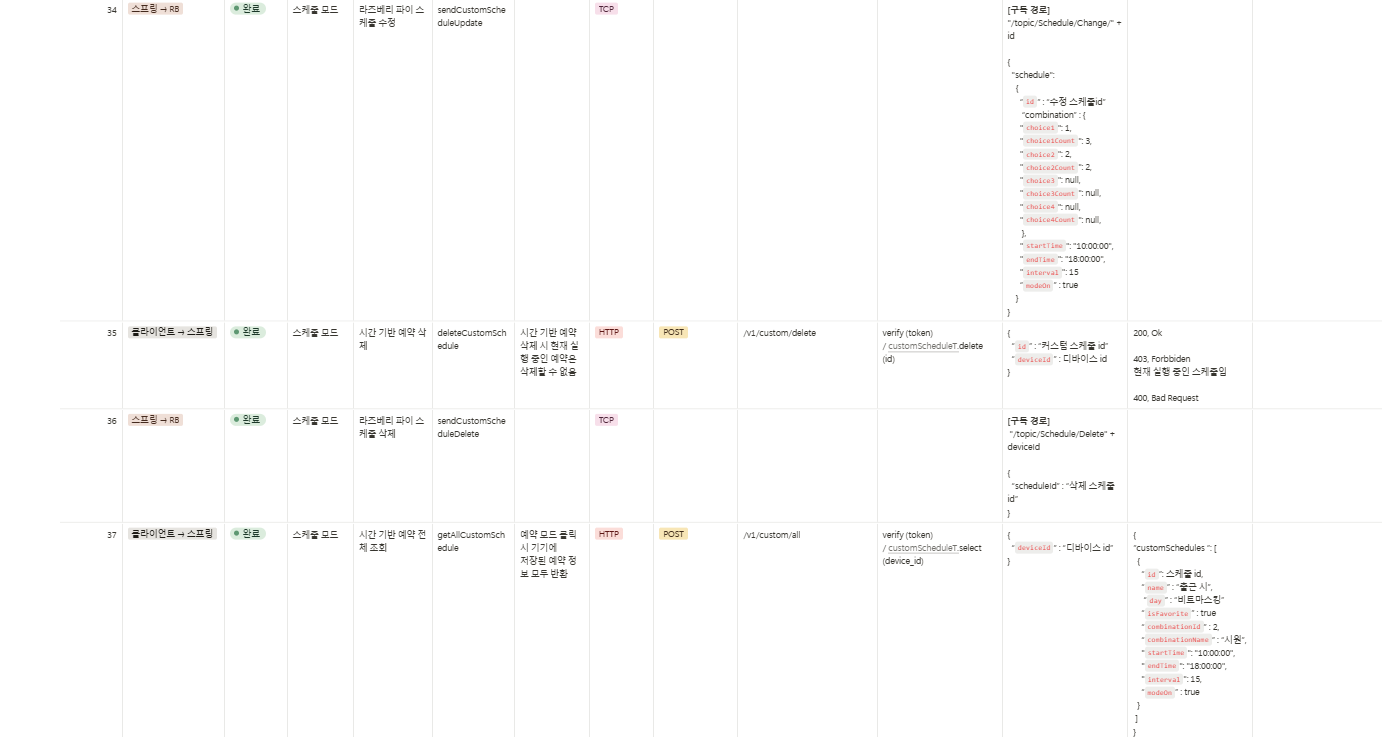 34
스프링 → RB
완료
스케줄 모드
라즈베리 파이 스
케줄 수정
sendCustomSche
duleUpdate
TCP
[구독 경로]
"/topic/Schedule/Change/" +
id
{
"schedule":
{
"id" : "수정 스케줄id"
"combination" : {
"choice1": 1,
"choice1Count": 3,
"choice2": 2,
"choice2Count": 2,
"choice3": null,
"choice3Count": null,
"choice4": null,
"choice4Count": null,
},
"startTime": "10:00:00",
"endTime": "18:00:00",
"interval": 15
"modeOn" : true
}
}
35
클라이언트 → 스프링
완료
스케줄 모드
시간 기반 예약 삭
제
deleteCustomSch
edule
시간 기반 예약
삭제 시 현재 실
행 중인 예약은
삭제할 수 없음
HTTP
POST
/v1/custom/delete
verify (token)
/ customScheduleT.delete
(id)
{
"id" : "커스텀 스케줄 id"
"deviceId" : 디바이스 id
}
200, Ok
403, Forbbiden
현재 실행 중인 스케줄임
400, Bad Request
36
스프링 → RB
완료
스케줄 모드
라즈베리 파이 스
케줄 삭제
sendCustomSche
duleDelete
TCP
[구독 경로]
"/topic/Schedule/Delete" +
deviceId
{
"scheduleId" : "삭제 스케줄
id"
}
37
클라이언트 → 스프링
완료
스케줄 모드
시간 기반 예약 전
체 조회
getAllCustomSch
edule
예약 모드 클릭
시 기기에
저장된 예약 정
보 모두 반환
HTTP
POST
/v1/custom/all
verify (token)
/ customScheduleT.select
(device_id)
{
"deviceId" : "디바이스 id"
}
{
"customSchedules ": [
{
"id": 스케줄 id,
"name" : "출근 시",
"day" : "비트마스킹"
"isFavorite" : true
"combinationId" : 2,
"combinationName" : "시원",
"startTime": "10:00:00",
"endTime": "18:00:00",
"interval": 15,
"modeOn" : true
}
]
}